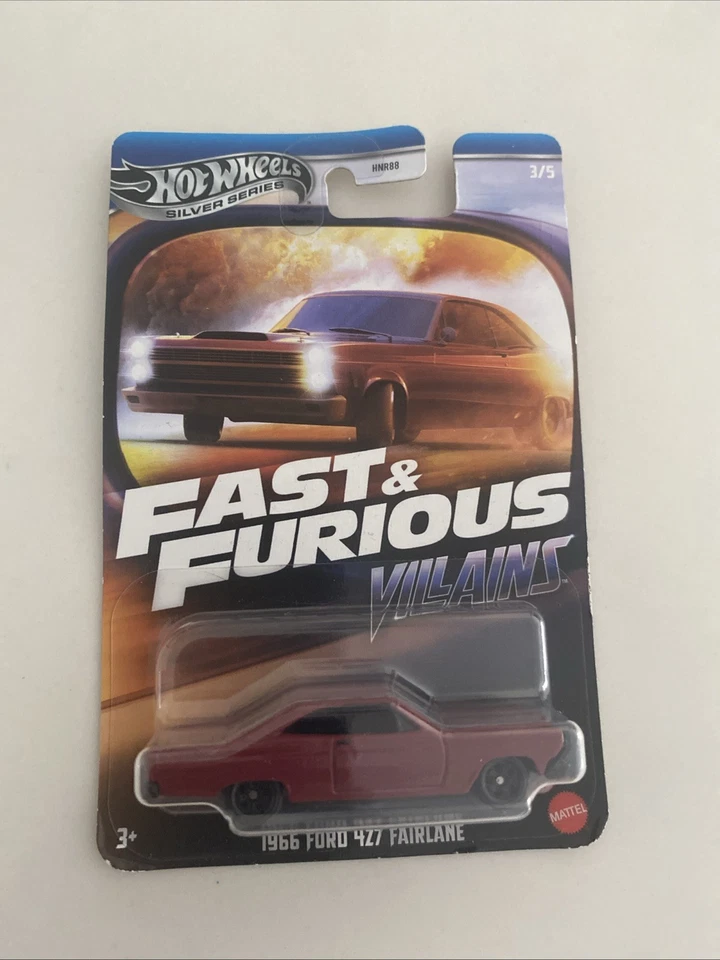 HOT WHEELS
SILVER SERIES
HNR88
3/5
FAST &
FURIOUS
VILLAINS
1966 FORD 427 FAIRLANE
3+
MATTEL